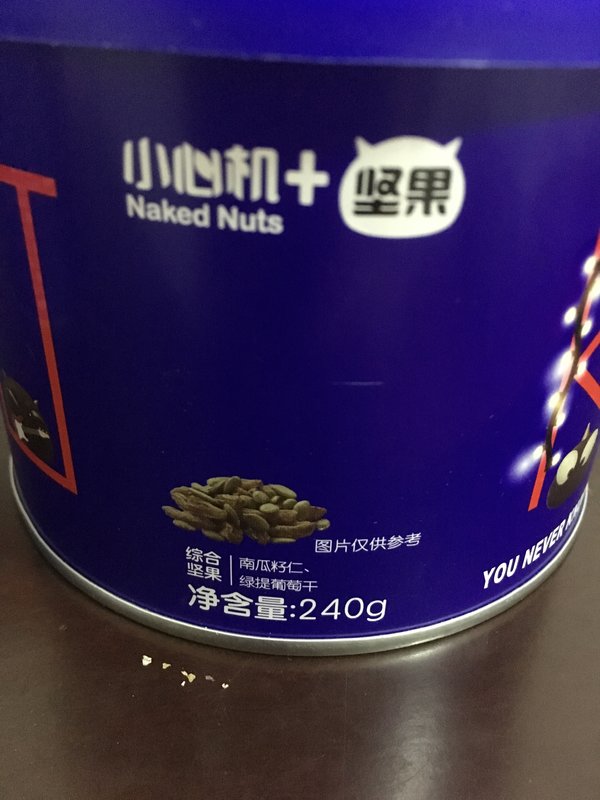 小心机+坚果
Naked Nuts
图片仅供参考
综合坚果
南瓜籽仁、
绿提葡萄干
净含量:240g
YOU NEVER